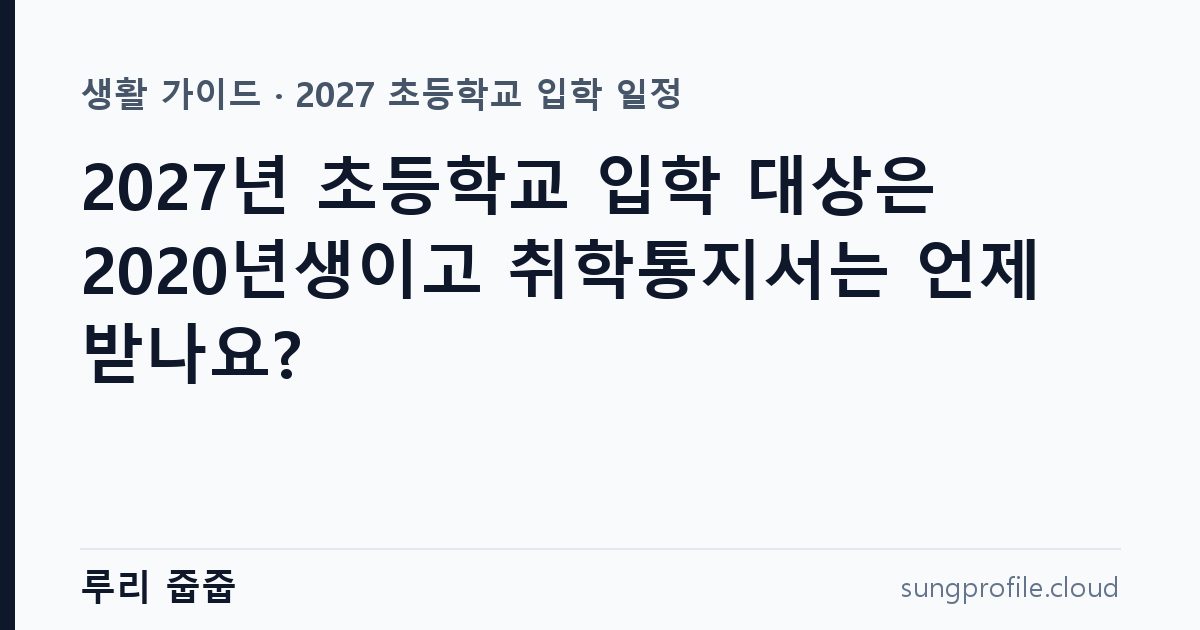 생활 가이드 · 2027 초등학교 입학 일정
2027년 초등학교 입학 대상은
2020년생이고 취학통지서는 언제
받나요?
루리 줍줍
sungprofile.cloud